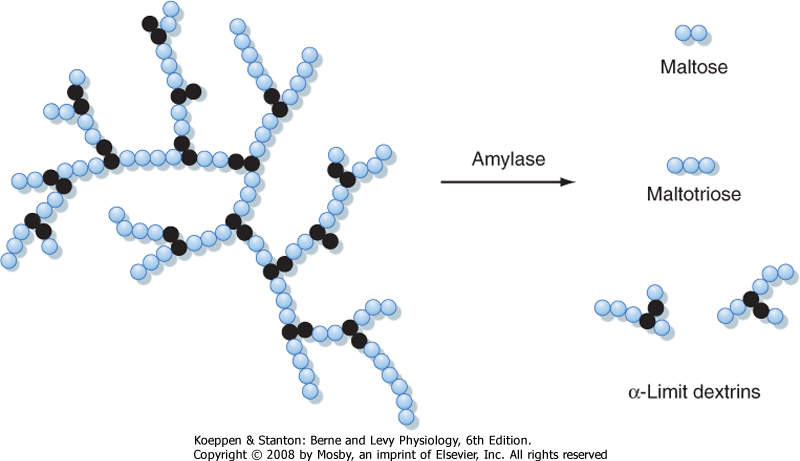 Maltose
Amylase
Maltotriose
α-Limit dextrins
Koeppen & Stanton: Berne and Levy Physiology, 6th Edition.
Copyright © 2008 by Mosby, an imprint of Elsevier, Inc. All rights reserved